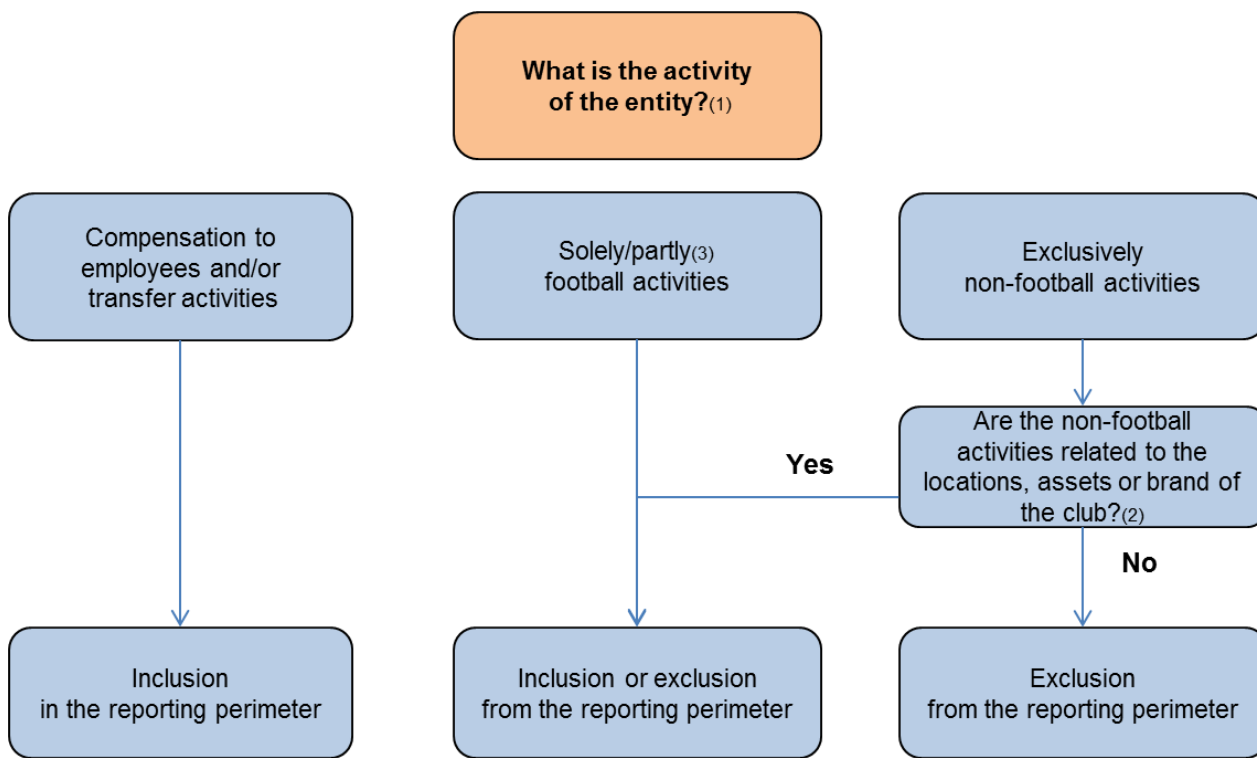 What is the activity
of the entity?(1)
Compensation to
employees and/or
transfer activities
Solely/partly(3)
football activities
Exclusively
non-football activities
Are the non-football
activities related to the
locations, assets or brand of
the club?(2)
Yes
No
Inclusion
in the reporting perimeter
Inclusion or exclusion
from the reporting perimeter
Exclusion
from the reporting perimeter